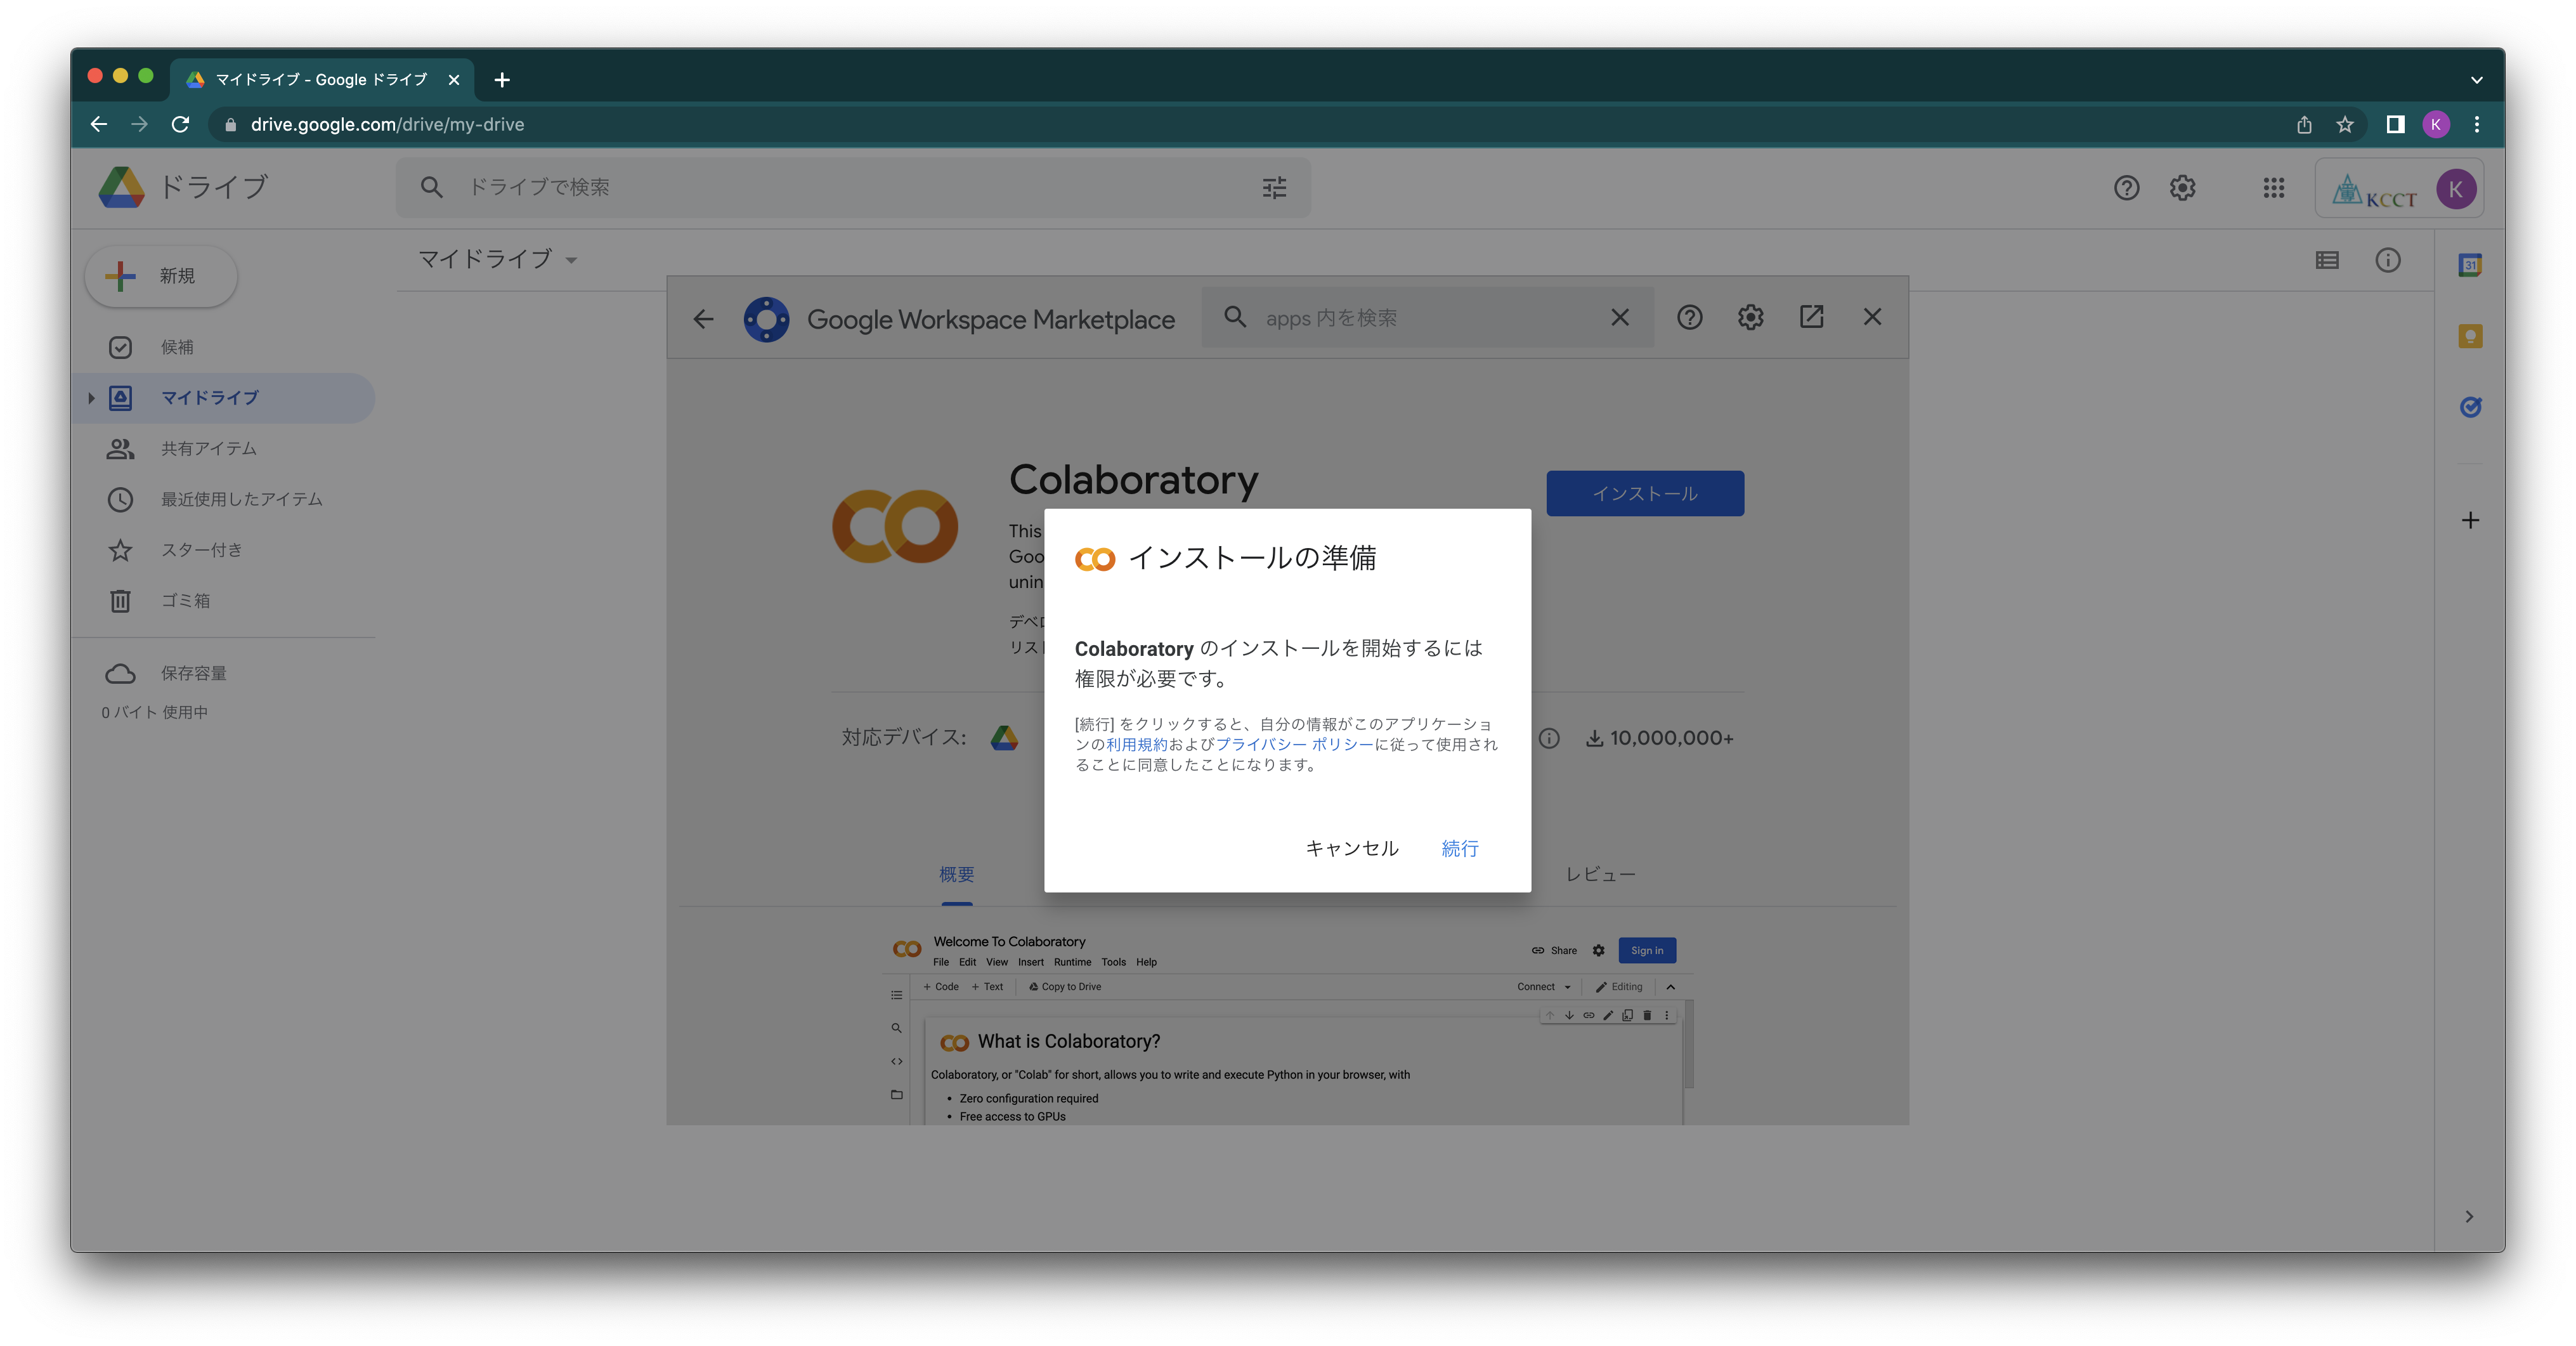 マイドライブ - Google ドライブ
drive.google.com/drive/my-drive
K
ドライブ
ドライブで検索
KCCT
K
新規
マイドライブ
31
Google Workspace Marketplace
apps 内を検索
候補
マイドライブ
共有アイテム
最近使用したアイテム
スター付き
ゴミ箱
保存容量
0 バイト 使用中
Colaboratory
インストール
This
Goo
unin
デベロ
リスト
インストールの準備
Colaboratory のインストールを開始するには
権限が必要です。
[続行] をクリックすると、自分の情報がこのアプリケーショ
ンの利用規約およびプライバシー ポリシーに従って使用され
ることに同意したことになります。
キャンセル 続行
対応デバイス:
10,000,000+
概要
レビュー
Welcome To Colaboratory
File Edit View Insert Runtime Tools Help
Share
Sign in
+ Code + Text Copy to Drive
Connect
Editing
What is Colaboratory?
Colaboratory, or "Colab" for short, allows you to write and execute Python in your browser, with
• Zero configuration required
• Free access to GPUs